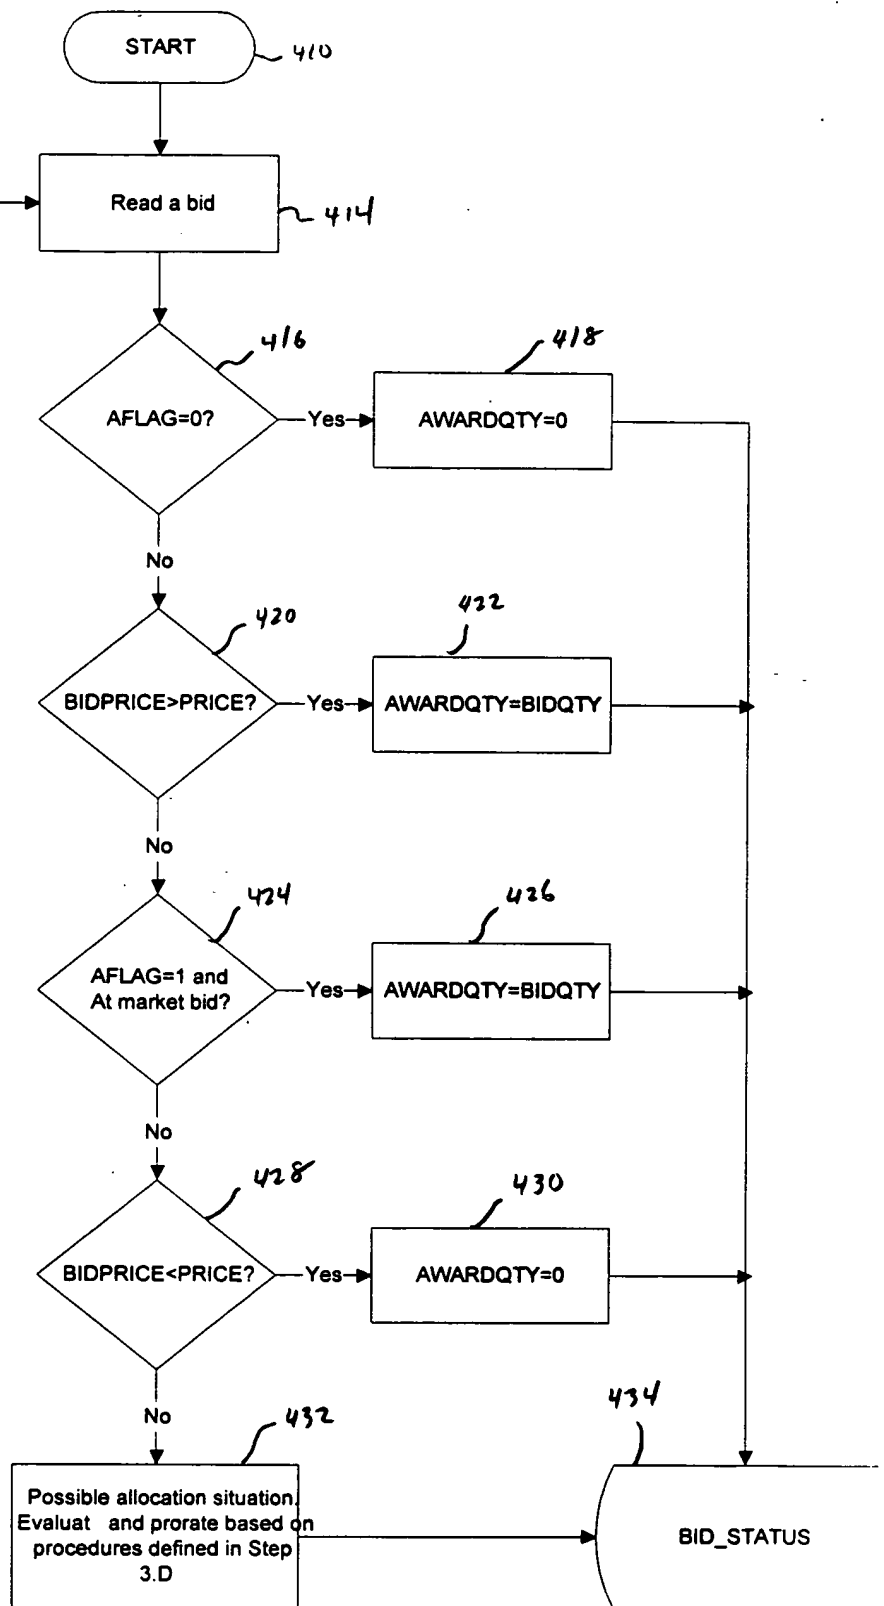 START
410
Read a bid
414
416
418
AFLAG=0?
Yes
AWARDQTY=0
No
420
422
BIDPRICE>PRICE?
Yes
AWARDQTY=BIDQTY
No
424
426
AFLAG=1 and
At market bid?
Yes
AWARDQTY=BIDQTY
No
428
430
BIDPRICE<PRICE?
Yes
AWARDQTY=0
No
432
434
Possible allocation situation.
Evaluat and prorate based on
procedures defined in Step
3.D
BID_STATUS